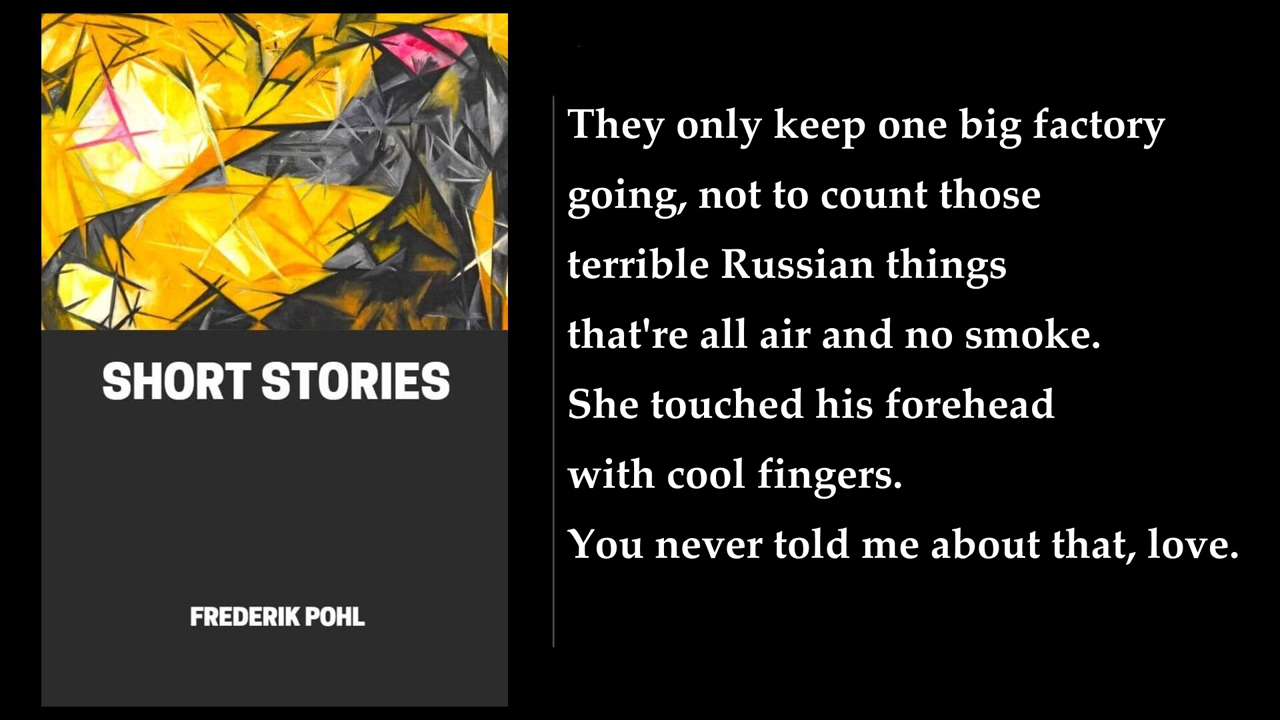 SHORT STORIES
FREDERIK POHL
They only keep one big factory
going, not to count those
terrible Russian things
that're all air and no smoke.
She touched his forehead
with cool fingers.
You never told me about that, love.